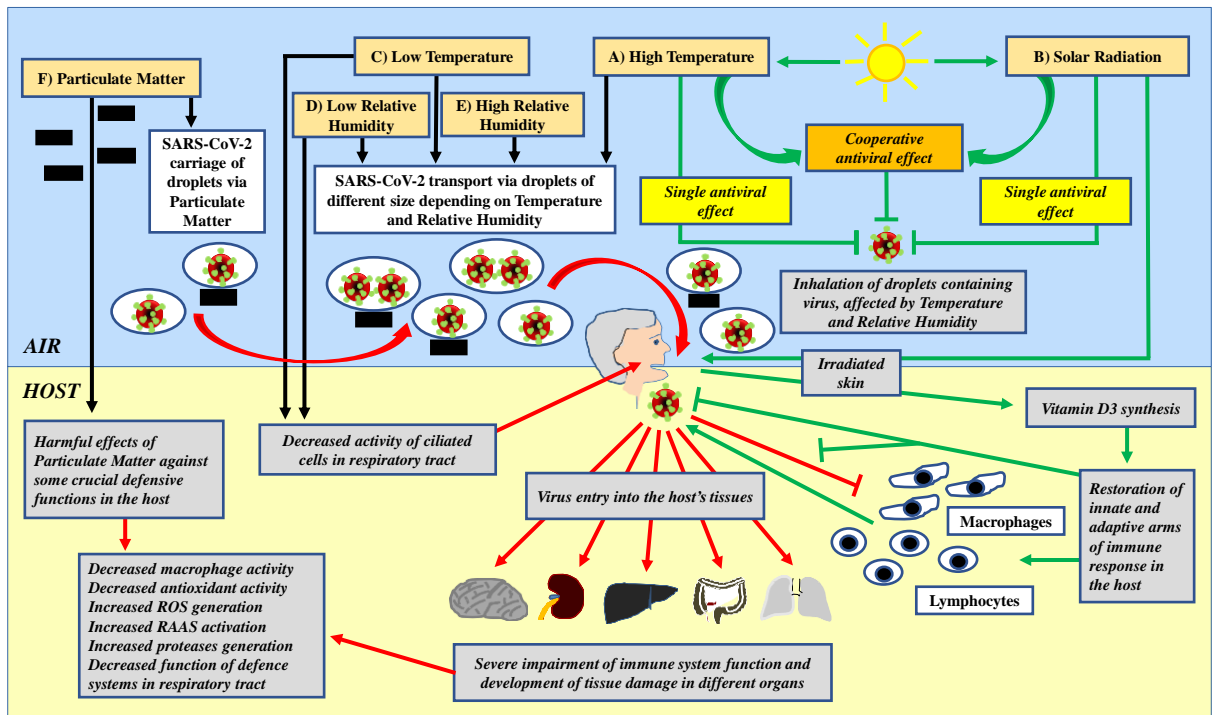 F) Particulate Matter
C) Low Temperature
A) High Temperature
B) Solar Radiation
D) Low Relative
Humidity
E) High Relative
Humidity
SARS-CoV-2
carriage of
droplets via
Particulate
Matter
SARS-CoV-2 transport via droplets of
different size depending on Temperature
and Relative Humidity
Cooperative
antiviral effect
Single antiviral
effect
Single antiviral
effect
Inhalation of droplets containing
virus, affected by Temperature
and Relative Humidity
AIR
HOST
Irradiated
skin
Vitamin D3 synthesis
Harmful effects of
Particulate Matter against
some crucial defensive
functions in the host
Decreased activity of ciliated
cells in respiratory tract
Virus entry into the host's tissues
Macrophages
Lymphocytes
Restoration of
innate and
adaptive arms
of immune
response in
the host
Decreased macrophage activity
Decreased antioxidant activity
Increased ROS generation
Increased RAAS activation
Increased proteases generation
Decreased function of defence
systems in respiratory tract
Severe impairment of immune system function and
development of tissue damage in different organs